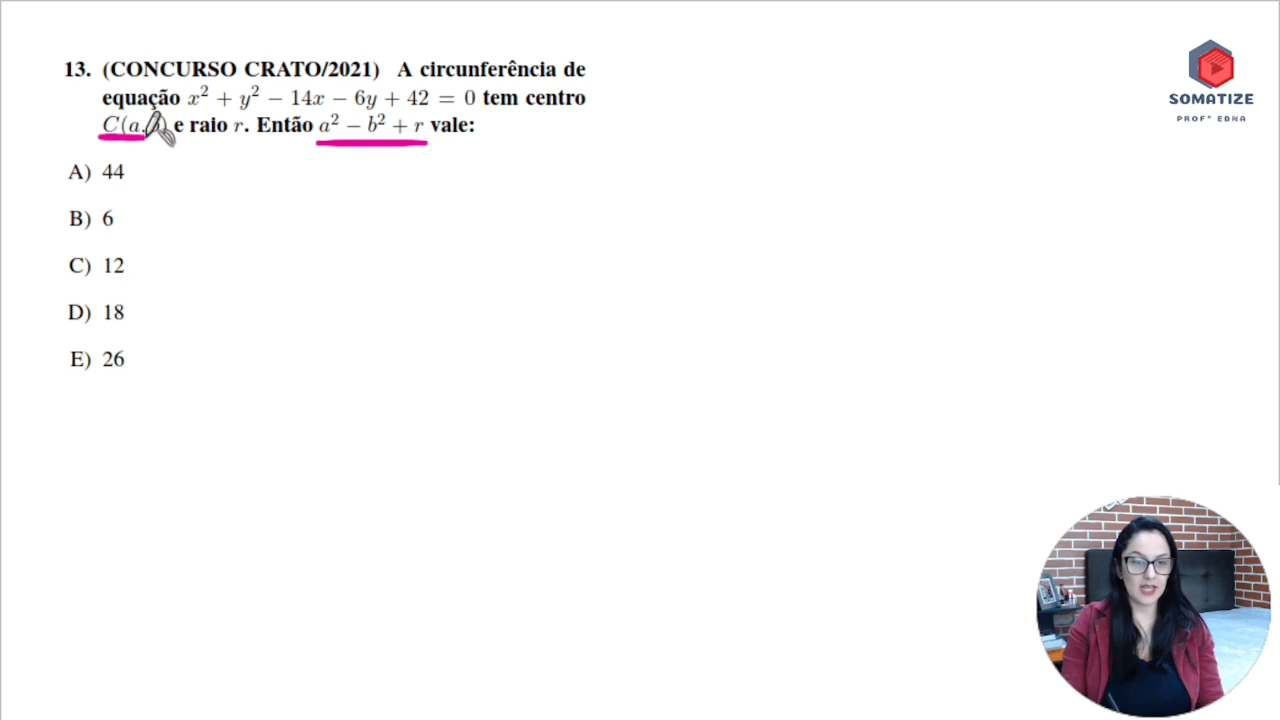 13. (CONCURSO CRATO/2021) A circunferência de
equação x² + y² − 14x − 6y + 42 = 0 tem centro
C(a, e raio r. Então a² − b² + r vale:
A) 44
B) 6
C) 12
D) 18
E) 26
SOMATIZE
PROFª EDNA